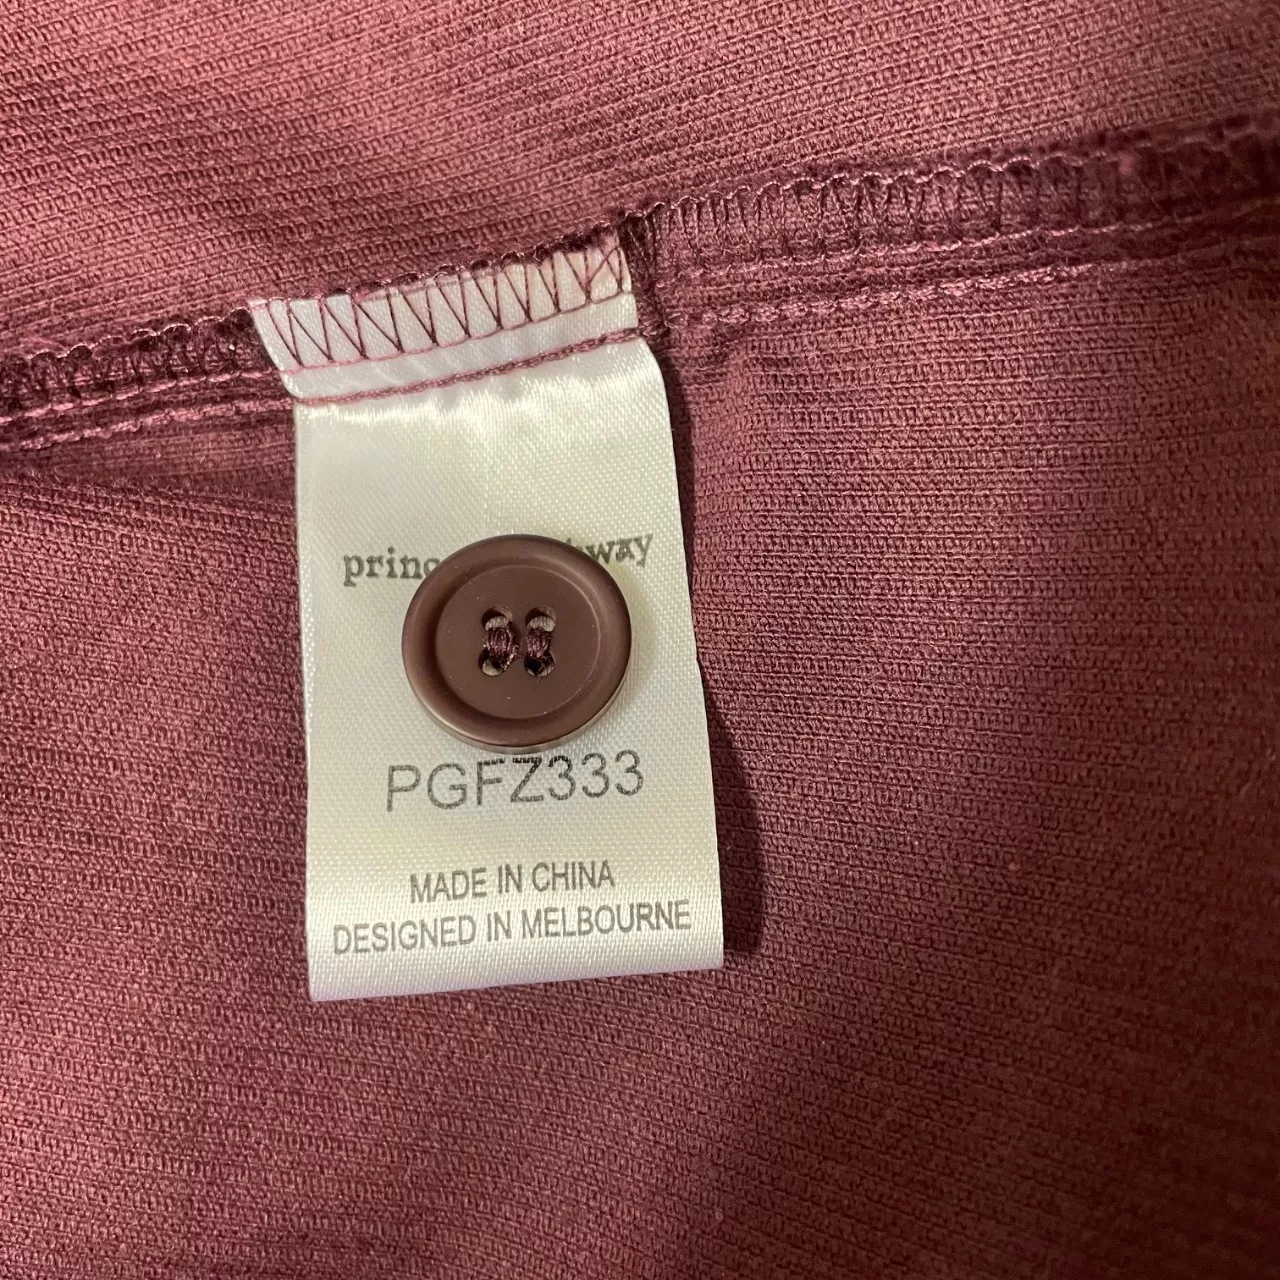 PGFZ333
MADE IN CHINA
DESIGNED IN MELBOURNE